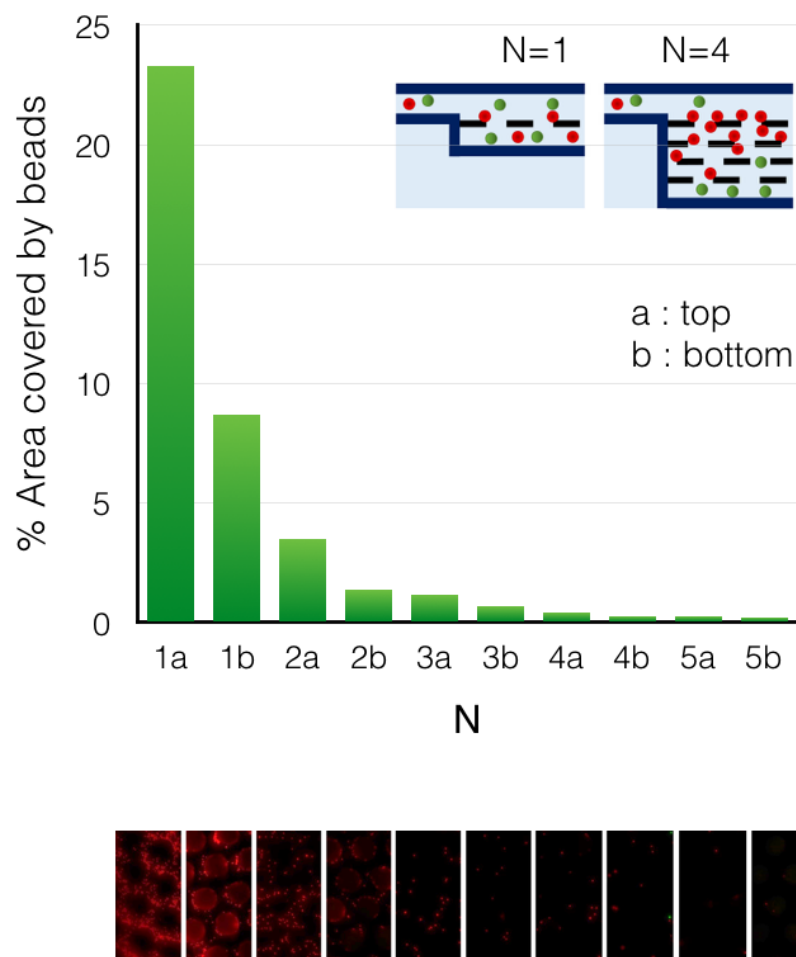 % Area covered by beads
25
20
15
10
5
0
N=1 N=4
a : top
b : bottom
1a 1b 2a 2b 3a 3b 4a 4b 5a 5b
N